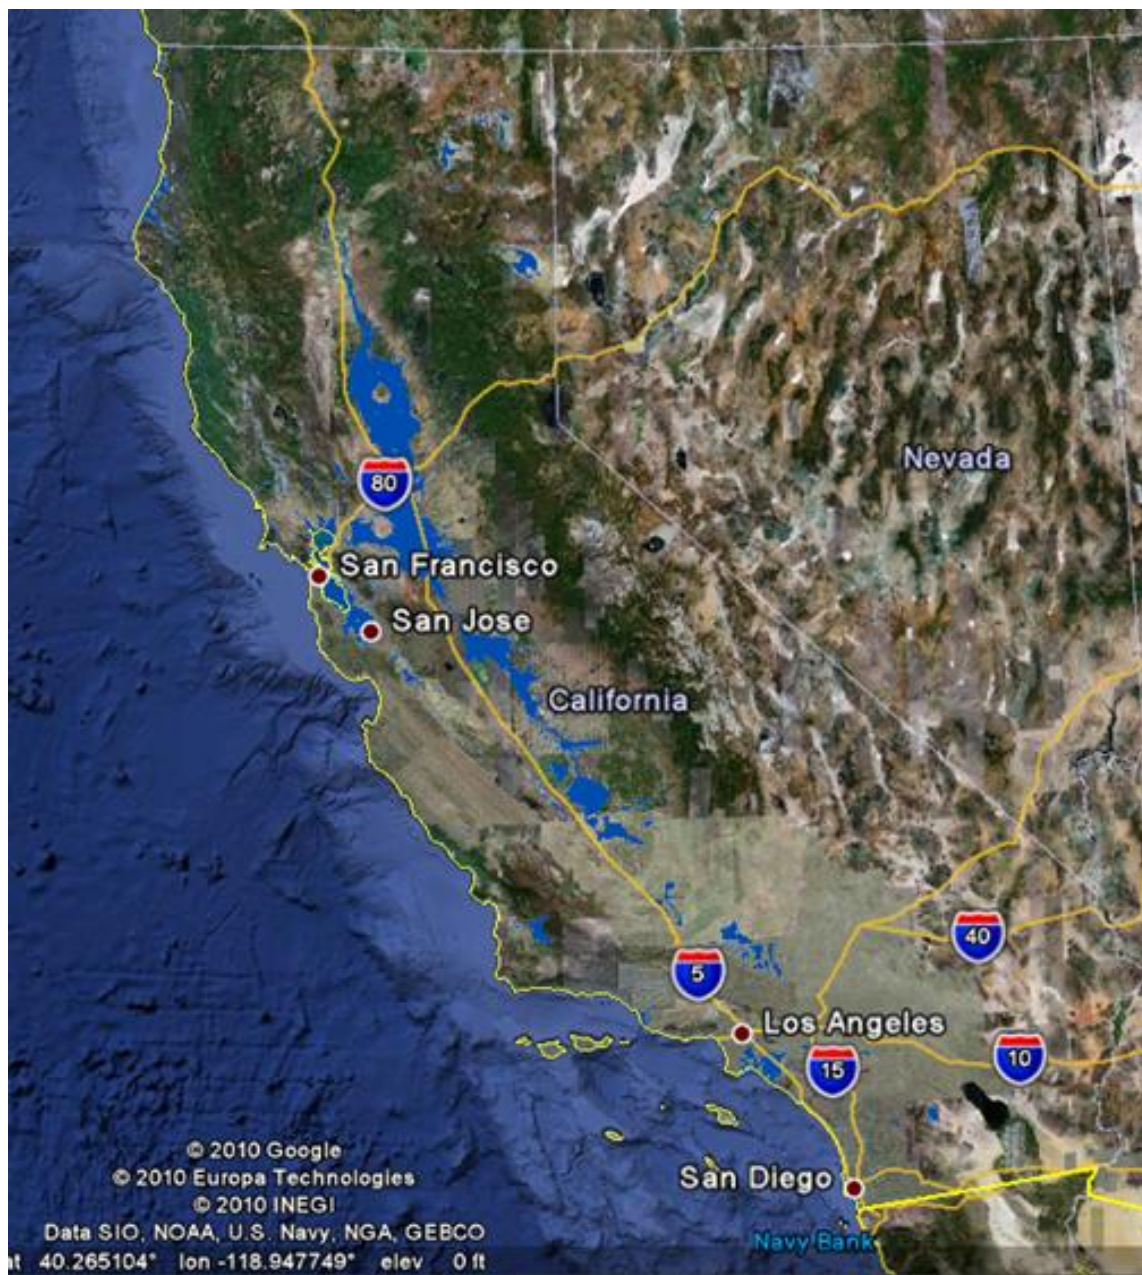 80
Nevada
San Francisco
San Jose
California
40
5
Los Angeles
10
15
© 2010 Google
© 2010 Europa Technologies
San Diego
© 2010 INEGI
Data SIO, NOAA, U.S. Navy, NGA, GEBCO
Navy Bank
at 40.265104° lon -118.947749° elev 0 ft